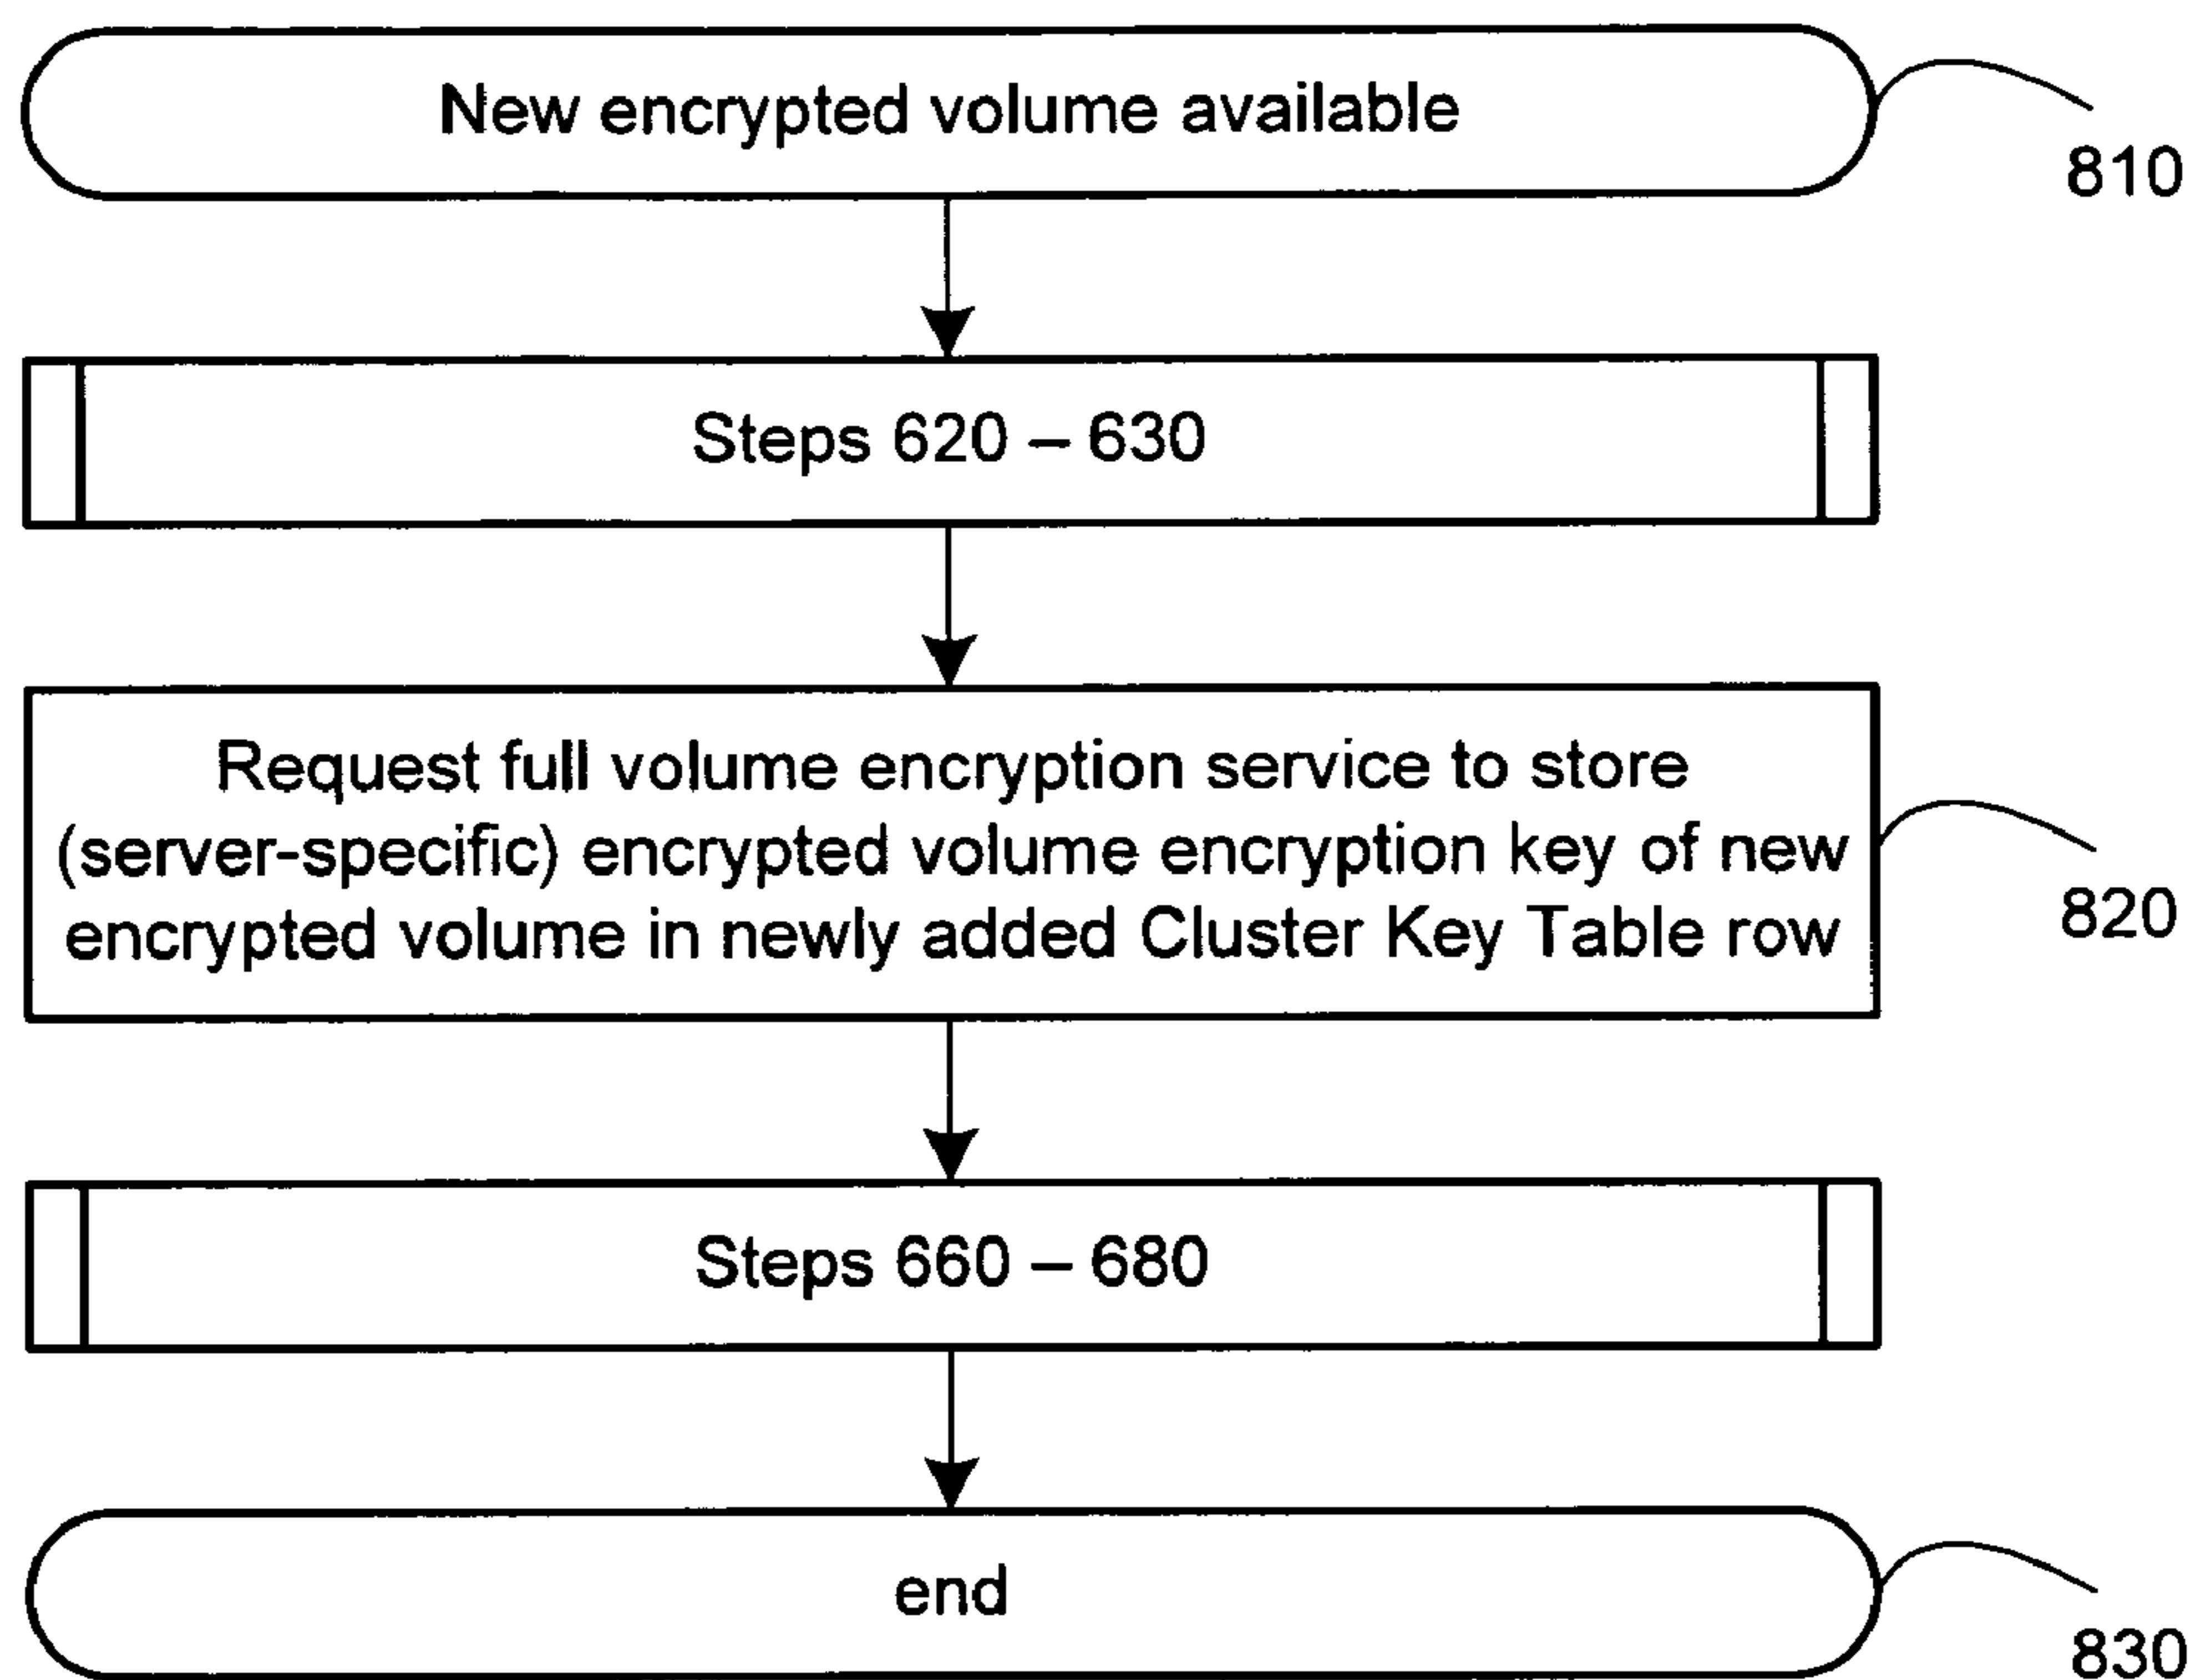 New encrypted volume available
810
Steps 620 – 630
Request full volume encryption service to store
(server-specific) encrypted volume encryption key of new
encrypted volume in newly added Cluster Key Table row
820
Steps 660 – 680
end
830